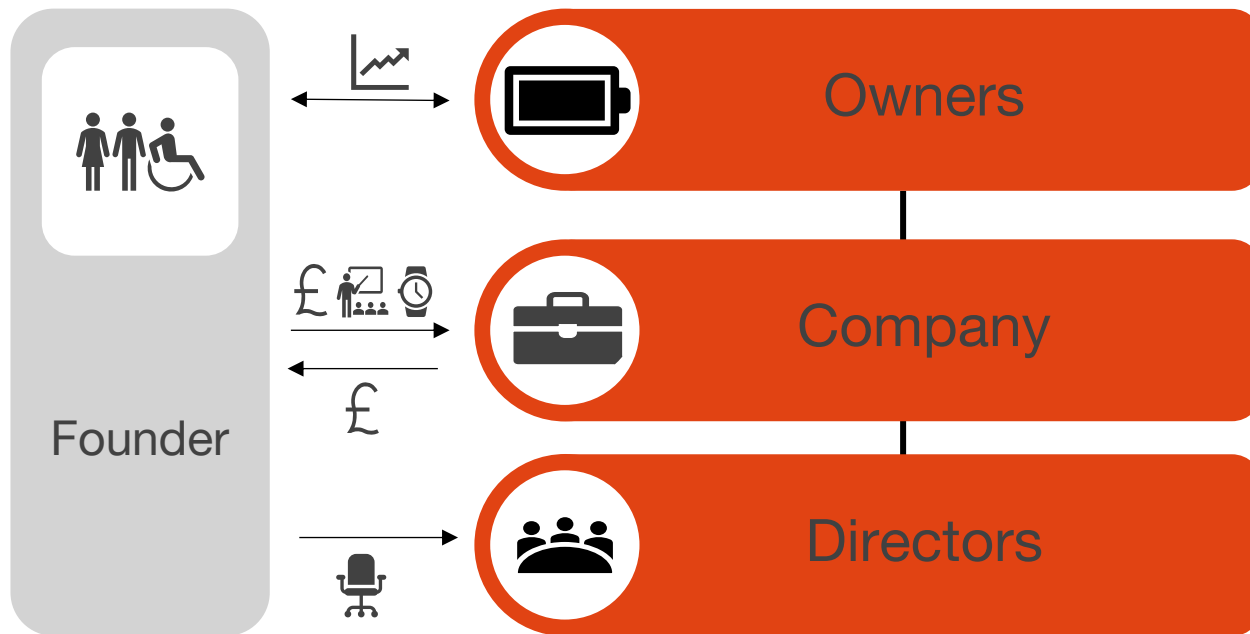 Owners
£
Company
£
Founder
Directors